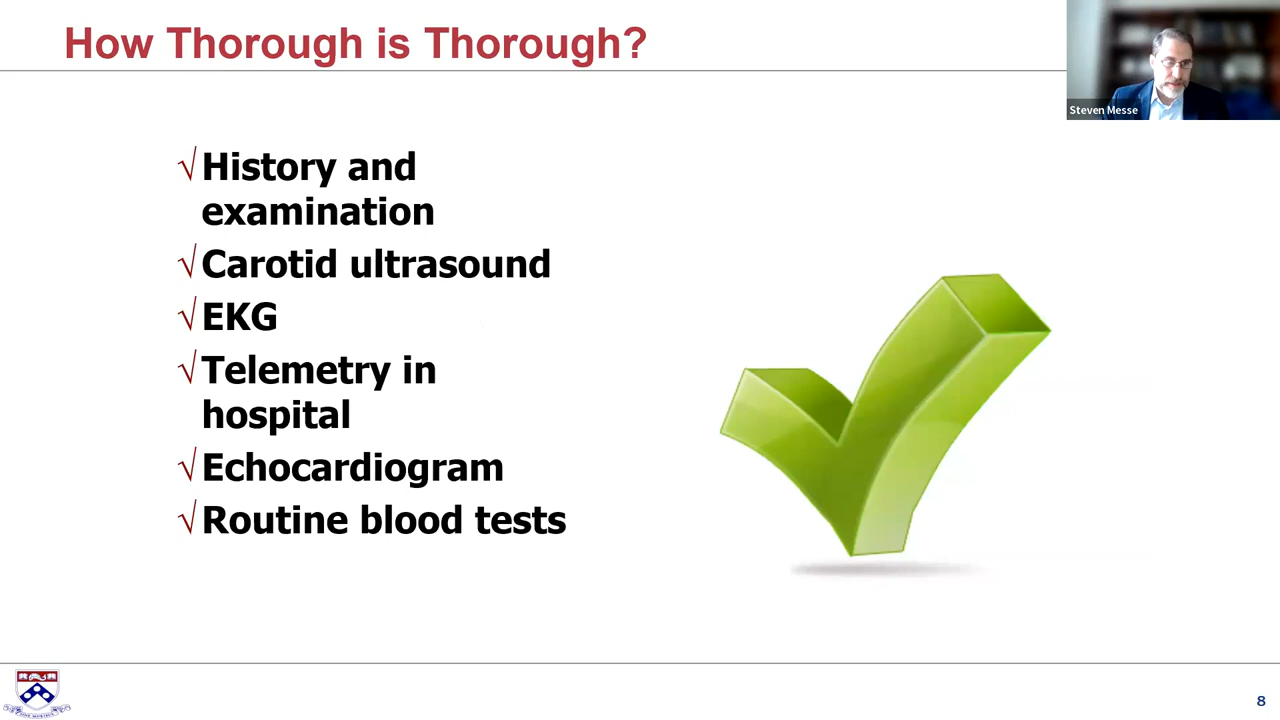 How Thorough is Thorough?
Steven Messe
√ History and
examination
√ Carotid ultrasound
√ EKG
√ Telemetry in
hospital
√ Echocardiogram
√ Routine blood tests
8